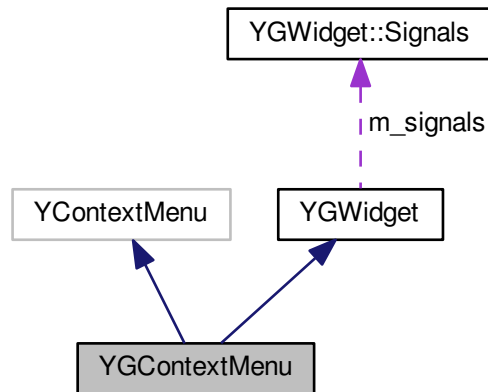 YGWidget::Signals
m_signals
YContextMenu
YGWidget
YGContextMenu